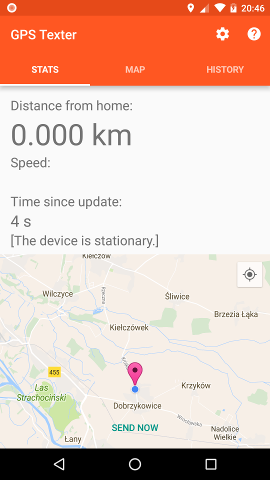 20:46
GPS Texter
STATS MAP HISTORY
Distance from home:
0.000 km
Speed:
Time since update:
4 s
[The device is stationary.]
Kiełczów
Wilczyce
Śliwice
Brzezia Łąka
Kiełczówek
455
Las
Strachociński
Krzyków
Dobrzykowice
Wrocławska
SEND NOW
Nadolice
Wielkie
Łany